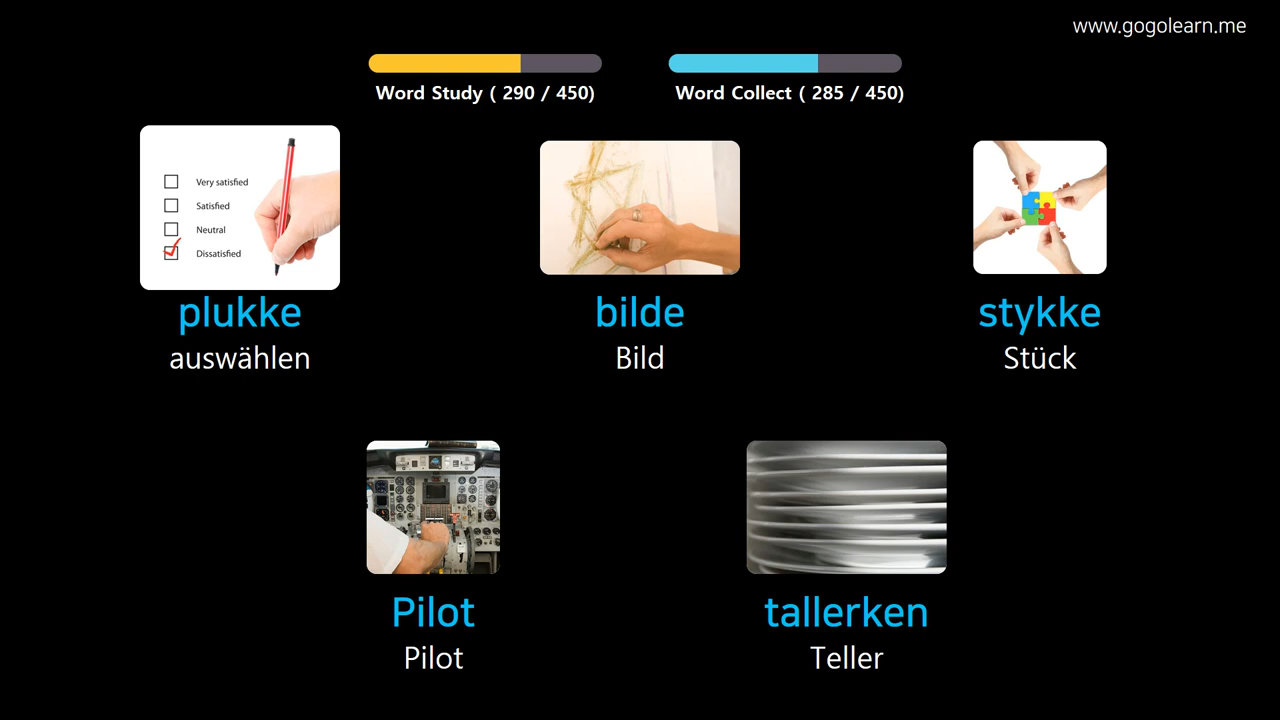 www.gogolearn.me
Word Study ( 290 / 450)
Word Collect ( 285 / 450)
Very satisfied
Satisfied
Neutral
Dissatisfied
plukke
auswählen
bilde
Bild
stykke
Stück
Pilot
Pilot
tallerken
Teller